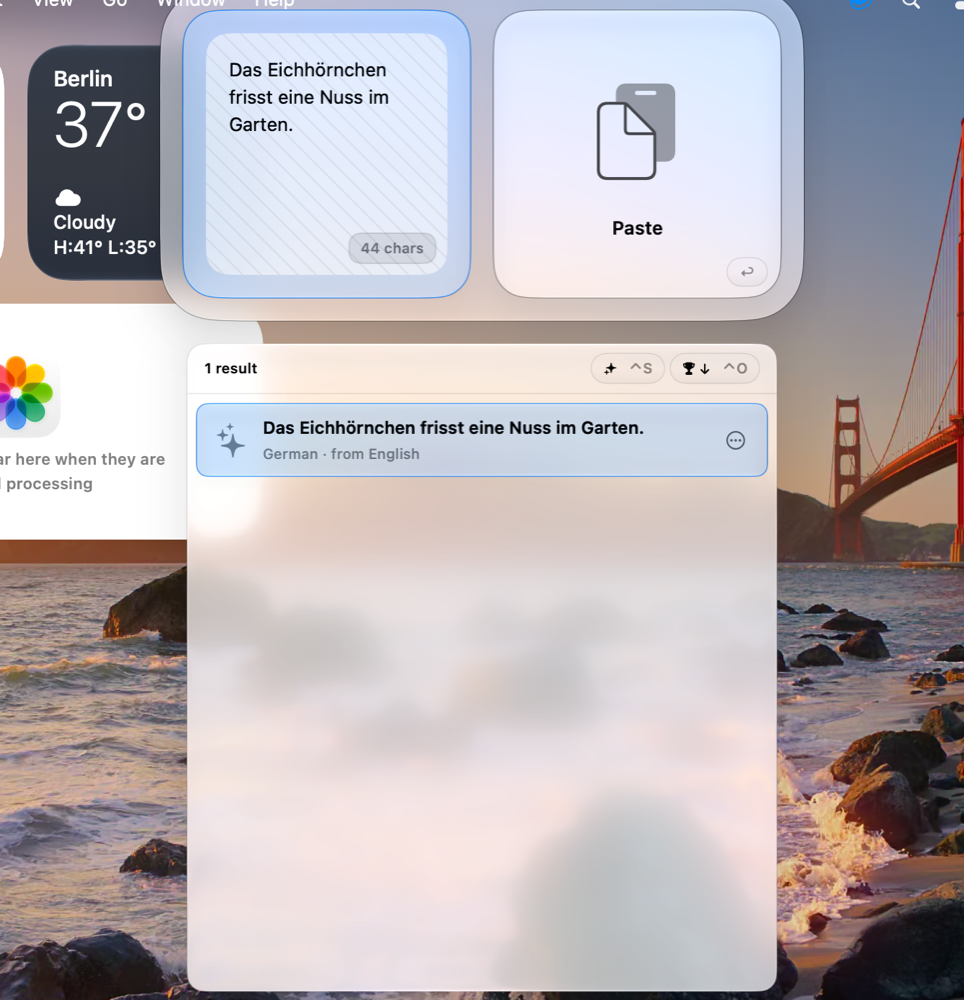 View Go Window Help
Berlin
37°
Cloudy
H:41° L:35°
Das Eichhörnchen
frisst eine Nuss im
Garten.
44 chars
Paste
ar here when they are
processing
1 result
^S
^O
Das Eichhörnchen frisst eine Nuss im Garten.
German · from English